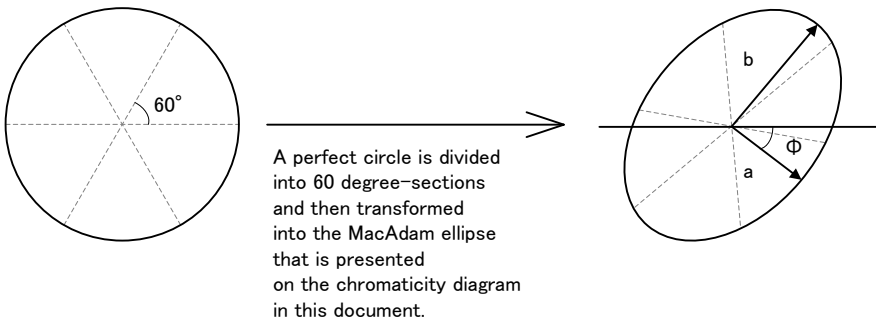 60°
A perfect circle is divided
into 60 degree-sections
and then transformed
into the MacAdam ellipse
that is presented
on the chromaticity diagram
in this document.
b
Φ
a